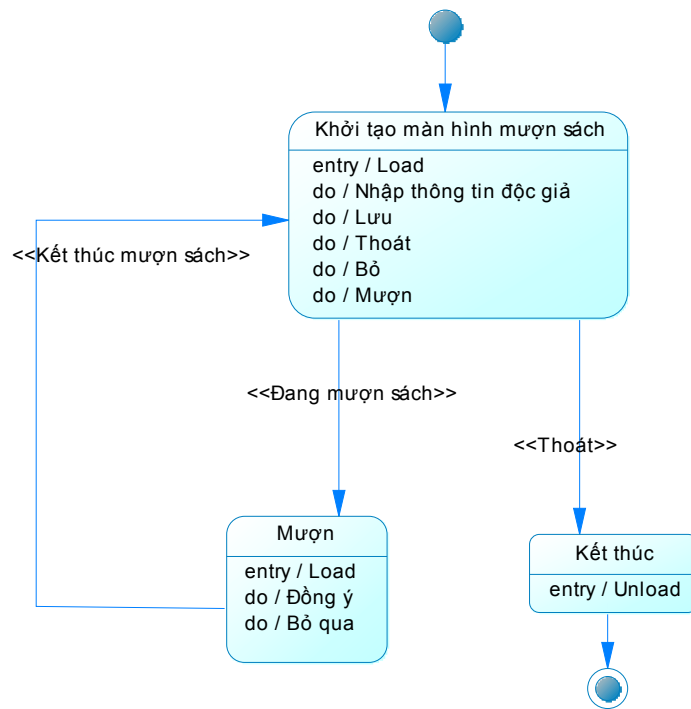 Khởi tạo màn hình mượn sách
entry / Load
do / Nhập thông tin độc giả
do / Lưu
do / Thoát
do / Bỏ
do / Mượn
<<Kết thúc mượn sách>>
<<Đang mượn sách>>
<<Thoát>>
Mượn
entry / Load
do / Đồng ý
do / Bỏ qua
Kết thúc
entry / Unload